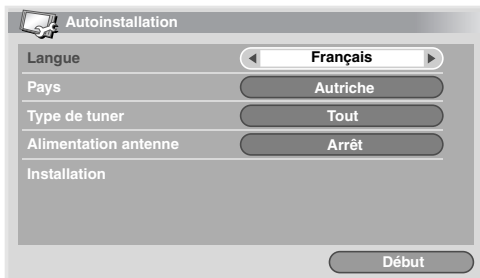 Autoinstallation
Langue Français
Pays Autriche
Type de tuner Tout
Alimentation antenne Arrêt
Installation
Début